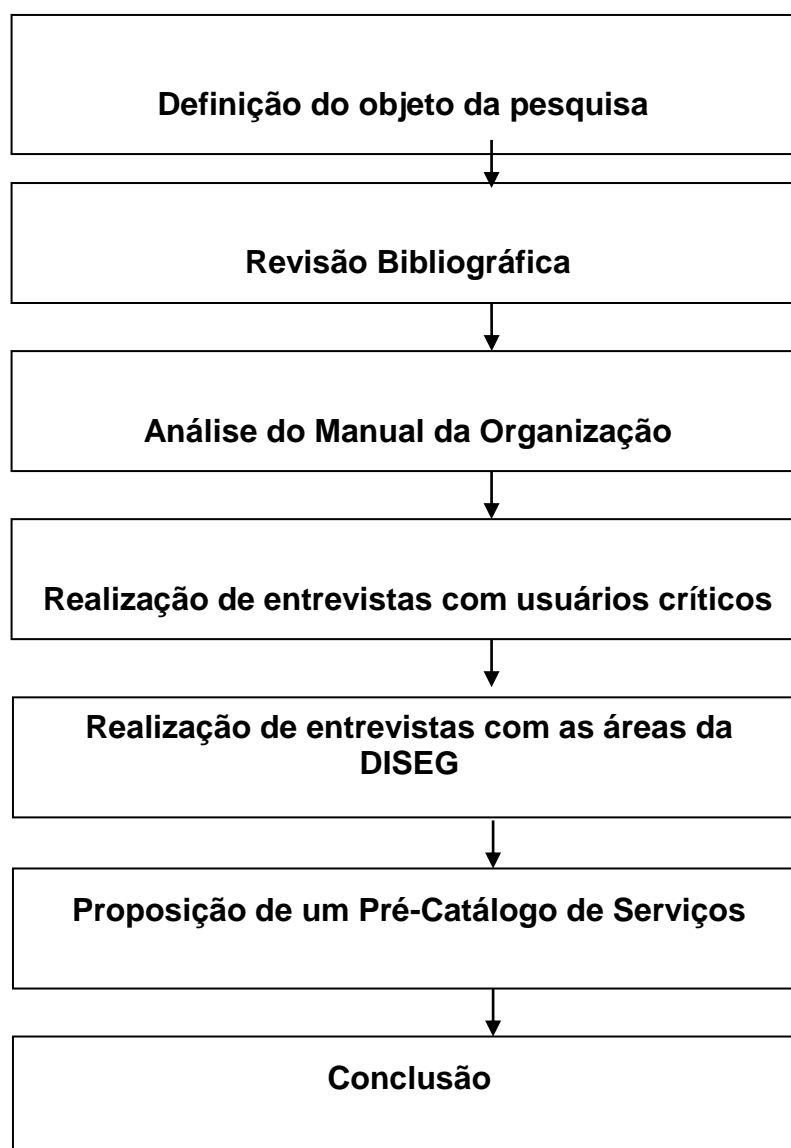 Definição do objeto da pesquisa
Revisão Bibliográfica
Análise do Manual da Organização
Realização de entrevistas com usuários críticos
Realização de entrevistas com as áreas da
DISEG
Proposição de um Pré-Catálogo de Serviços
Conclusão